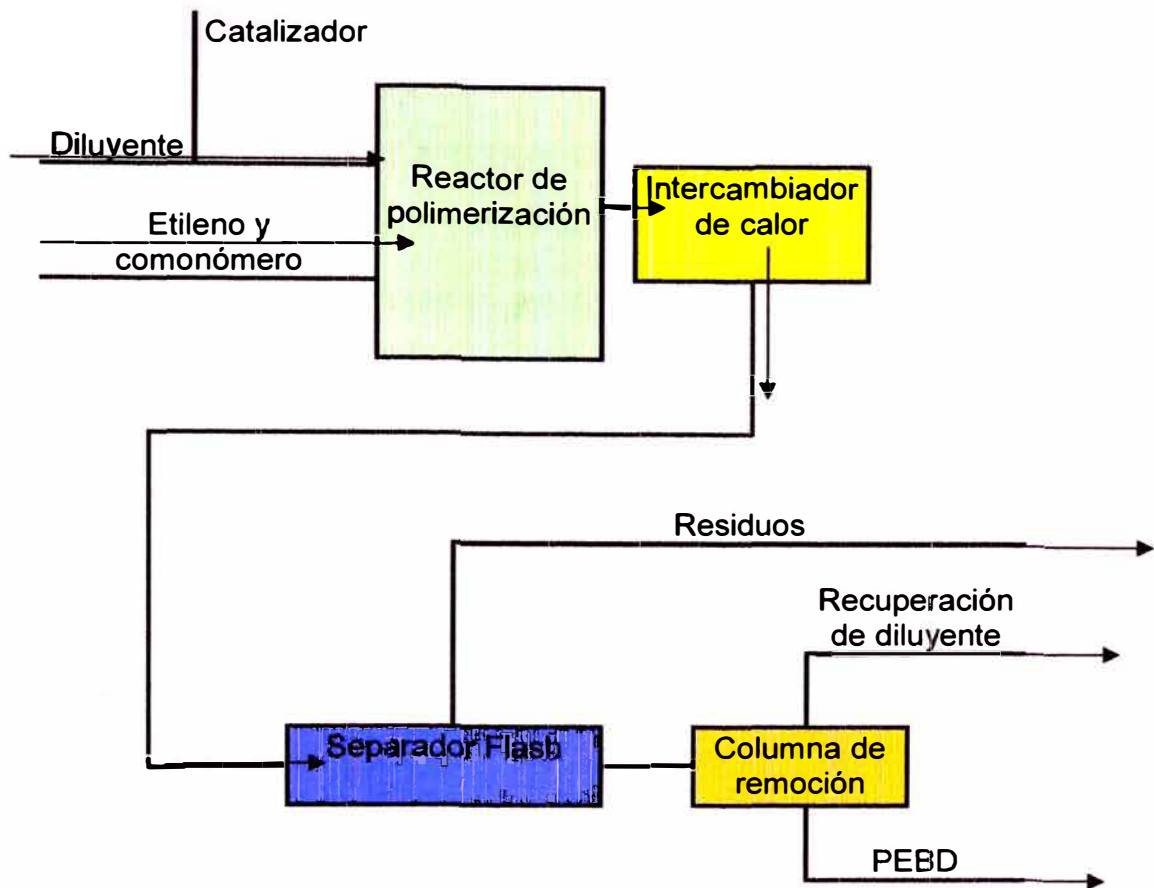 Catalizador
Diluyente
Reactor de
polimerización
Intercambiador
de calor
Etileno y
comonómero
Residuos
Recuperación
de diluyente
Separador Flash
Columna de
remoción
PEBD